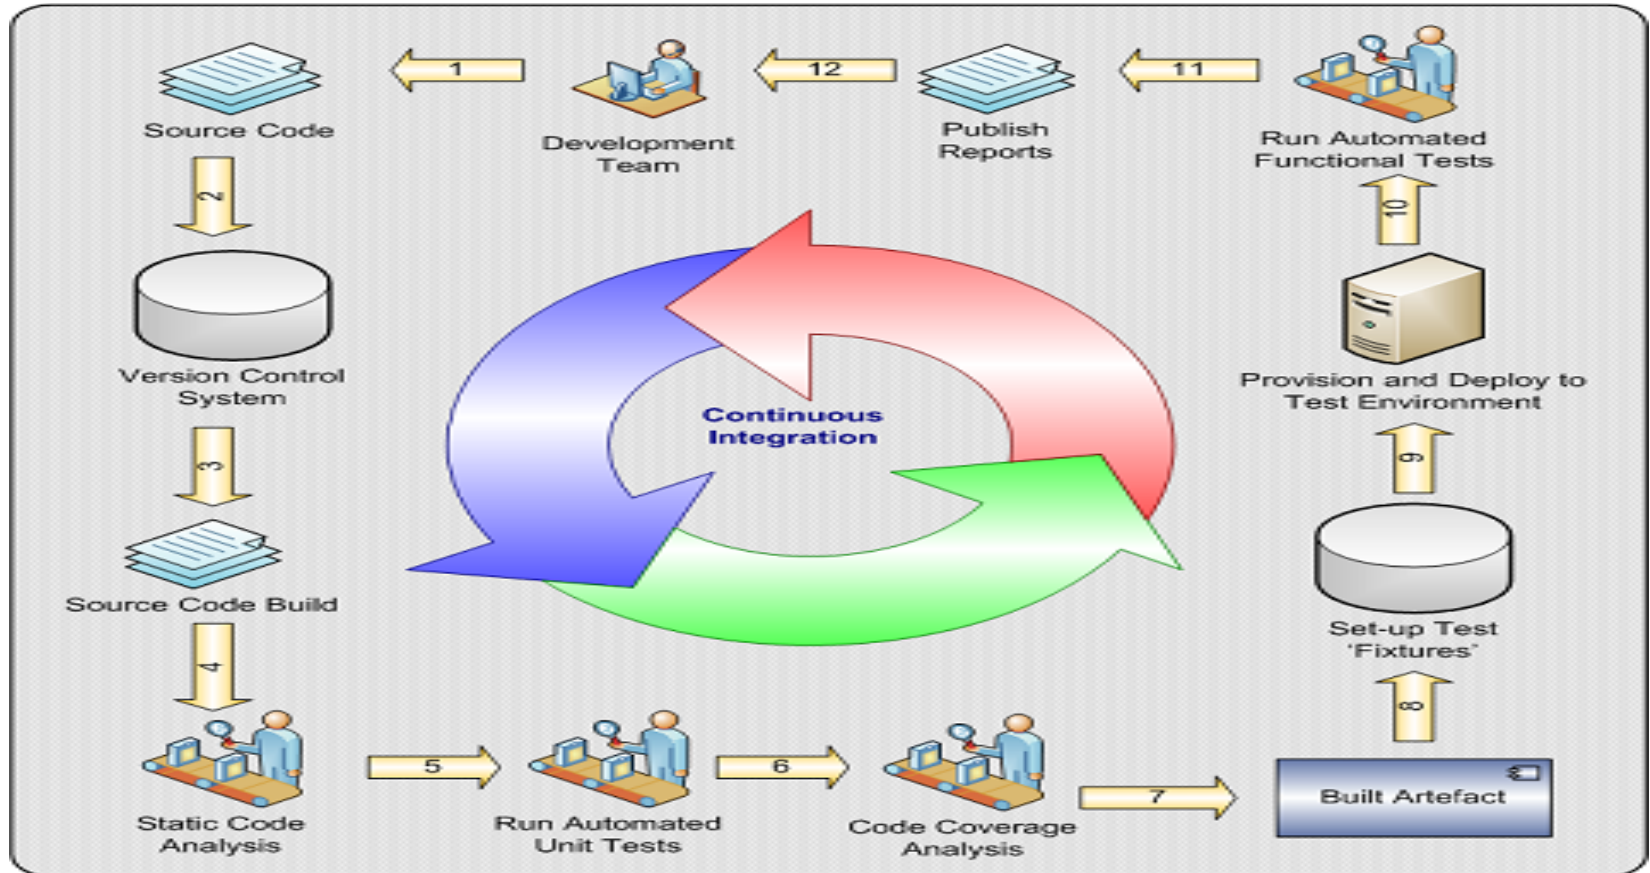 1
12
11
Source Code
Development
Team
Publish
Reports
Run Automated
Functional Tests
2
10
Version Control
System
Continuous
Integration
Provision and Deploy to
Test Environment
3
9
Source Code Build
Set-up Test
'Fixtures'
4
8
Static Code
Analysis
5
Run Automated
Unit Tests
6
Code Coverage
Analysis
7
Built Artefact